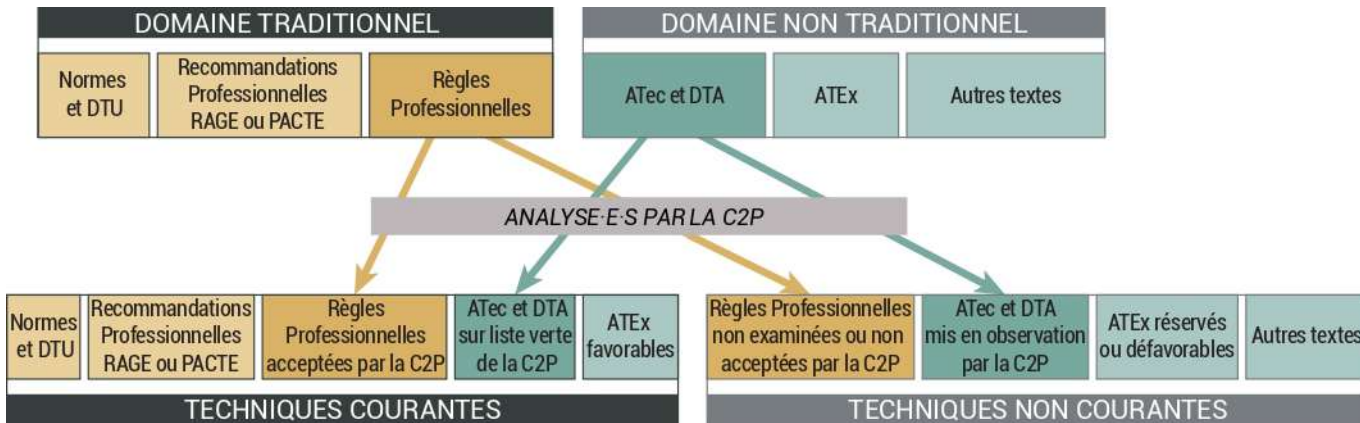 DOMAINE TRADITIONNEL
Normes
et DTU
Recommandations
Professionnelles
RAGE ou PACTE
Règles
Professionnelles
DOMAINE NON TRADITIONNEL
ATec et DTA
ATEx
Autres textes
ANALYSE·E·S PAR LA C2P
Normes
et DTU
Recommandations
Professionnelles
RAGE ou PACTE
Règles
Professionnelles
acceptées par la C2P
ATec et DTA
sur liste verte
de la C2P
ATEx
favorables
TECHNIQUES COURANTES
Règles Professionnelles
non examinées ou non
acceptées par la C2P
ATec et DTA
mis en observation
par la C2P
ATEx réservés
ou défavorables
Autres textes
TECHNIQUES NON COURANTES